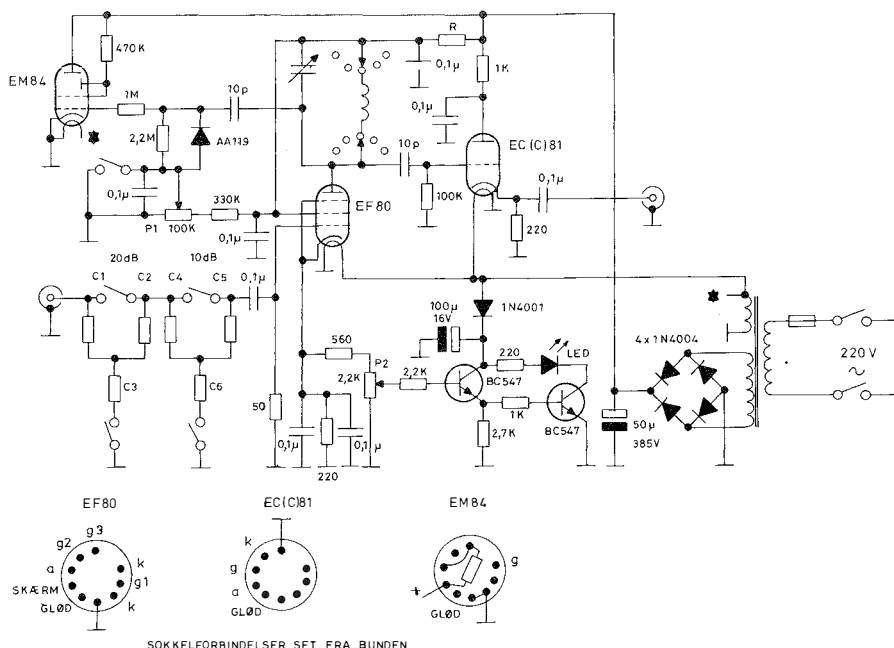 R
470K
0,1µ
1K
EM84
1M
10p
0,1µ
2,2M
AA119
10p
EC(C)81
0,1µ
330K
EF80
100K
0,1µ
P1
100K
220
20dB
10dB
0,1µ
C1
C2
C4
C5
0,1µ
100µ
16V
1N4001
4x1N4004
220V
~
560
P2
220
LED
2,2K
2,2K
BC547
C3
C6
50
1K
BC547
50µ
385V
0,1µ
0,1µ
2,7K
220
EF80
EC(C)81
EM84
g3
g2
k
a
k
g
g
SKÆRM
g1
a
GLØD
k
GLØD
+
GLØD
SOKKELFORBINDELSER SET FRA BUNDEN